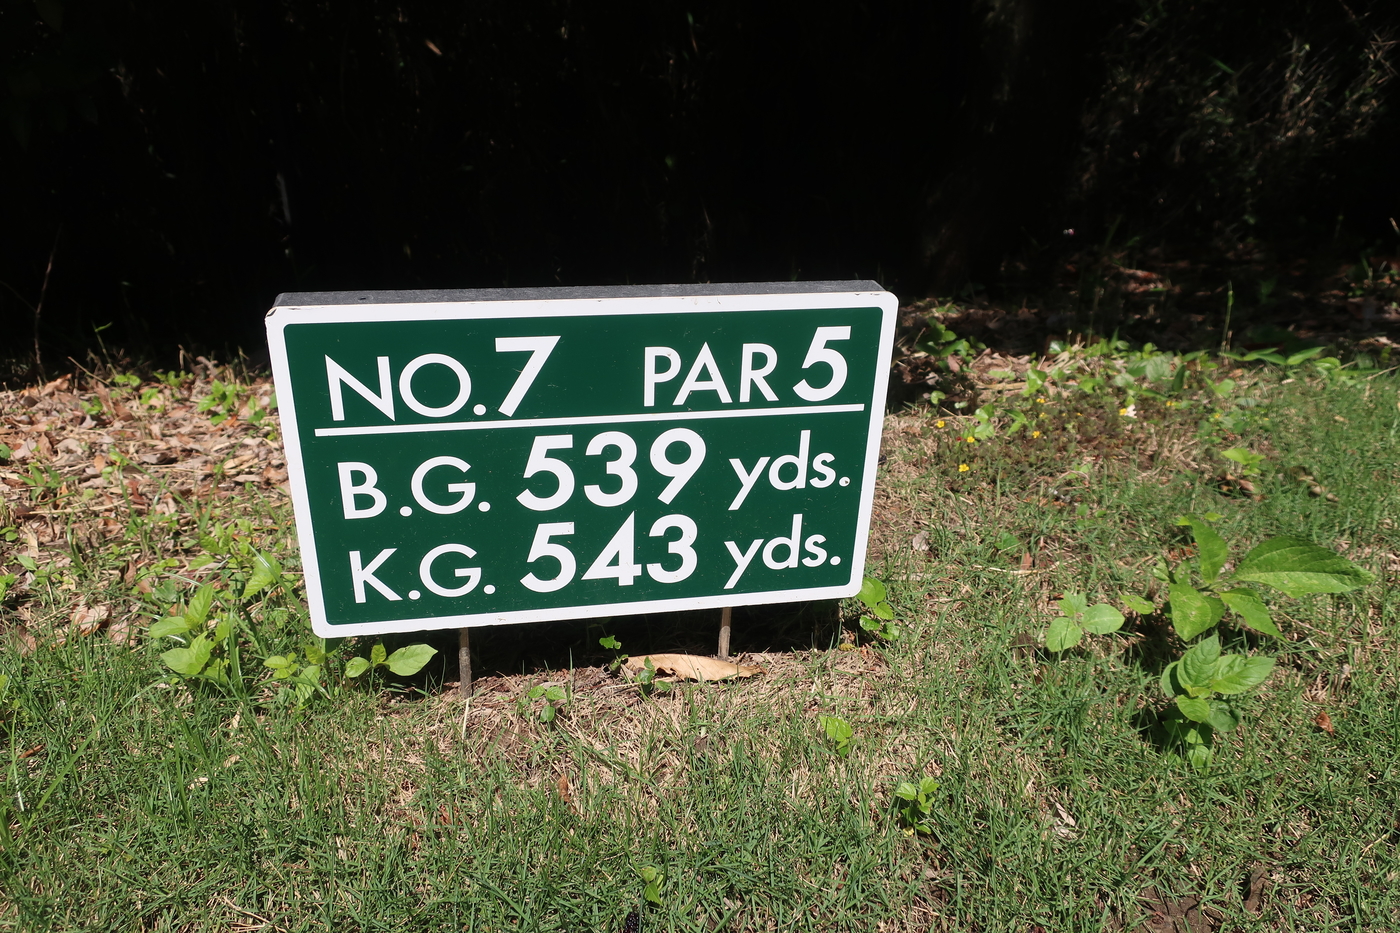 NO.7 PAR 5
B.G. 539 yds.
K.G. 543 yds.